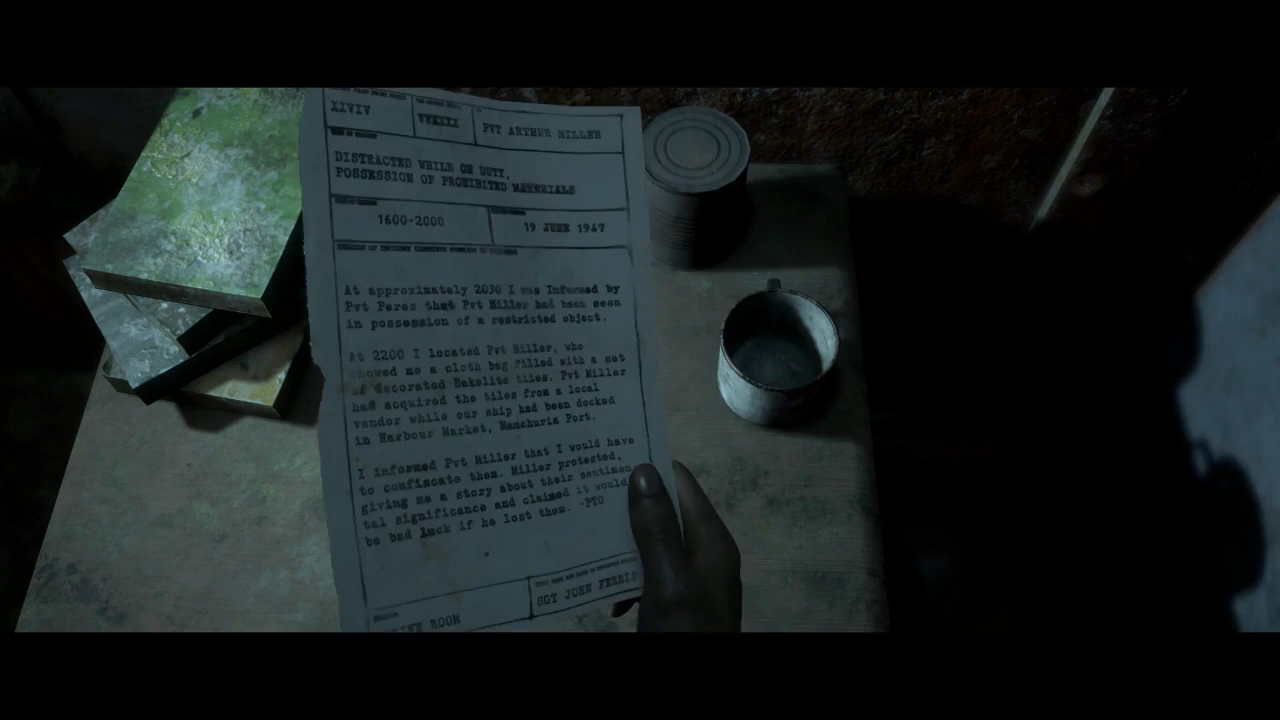 XIVIV
PVT ARTHUR MILLER
DISTRACTED WHILE ON DUTY,
POSSESSION OF PROHIBITED MATERIALS
1600-2000
19 JUNE 1947
At approximately 2030 I was informed by
Pvt Perez that Pvt Miller had been seen
in possession of a restricted object.
At 2200 I located Pvt Miller, who
showed me a cloth bag filled with a set
of decorated Bakelite tiles. Pvt Miller
had acquired the tiles from a local
vendor while our ship had been docked
in Harbour Market, Manchuria Port.
I informed Pvt Miller that I would have
to confiscate them. Miller protested,
giving me a story about their sentimen
tal significance and claimed it would
be bad luck if he lost them. -PTO
SGT JOHN FERRIS
ROOM